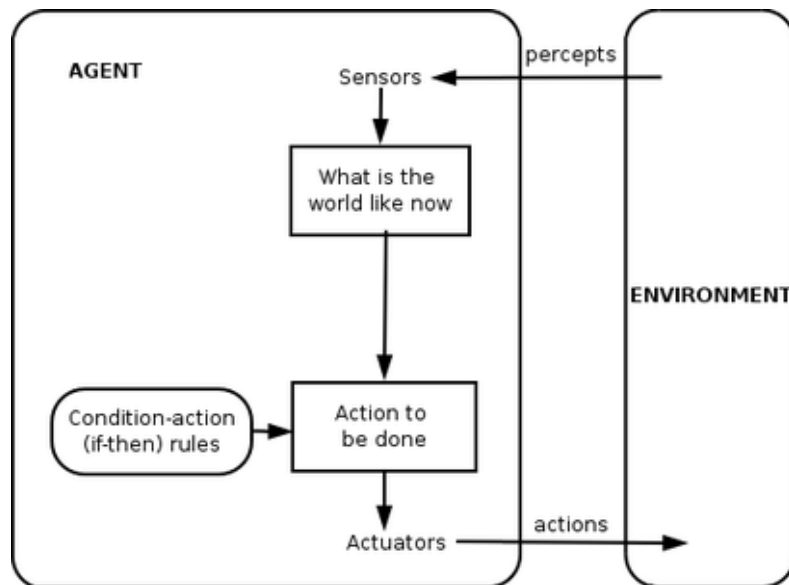 AGENT
percepts
Sensors
What is the
world like now
ENVIRONMENT
Condition-action
(if-then) rules
Action to
be done
Actuators
actions